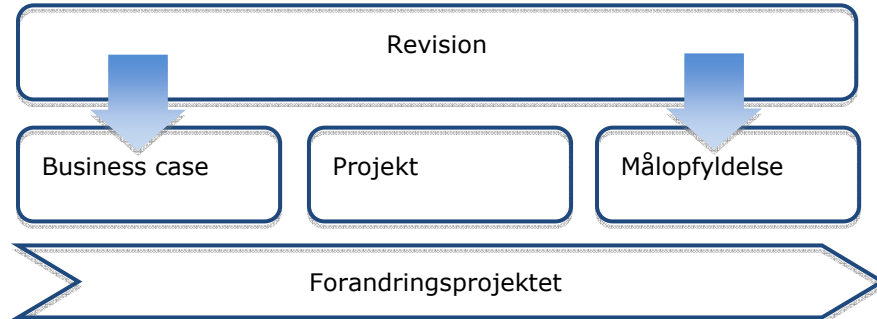 Revision
Business case
Projekt
Målopfyldelse
Forandringsprojektet